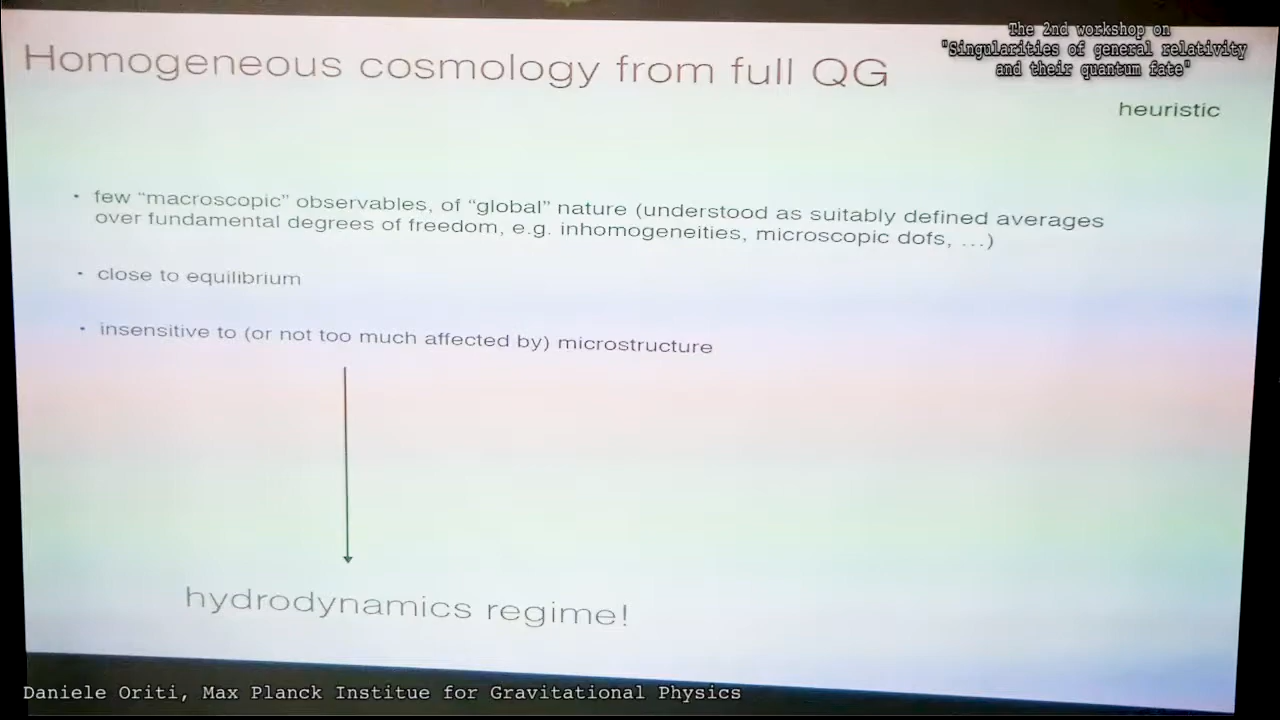 Homogeneous cosmology from full QG
The 2nd workshop on
"Singularities of general relativity
and their quantum fate"
heuristic
• few “macroscopic” observables, of “global” nature (understood as suitably defined averages
over fundamental degrees of freedom, e.g. inhomogeneities, microscopic dofs, …)
• close to equilibrium
• insensitive to (or not too much affected by) microstructure
hydrodynamics regime!
Daniele Oriti, Max Planck Institue for Gravitational Physics